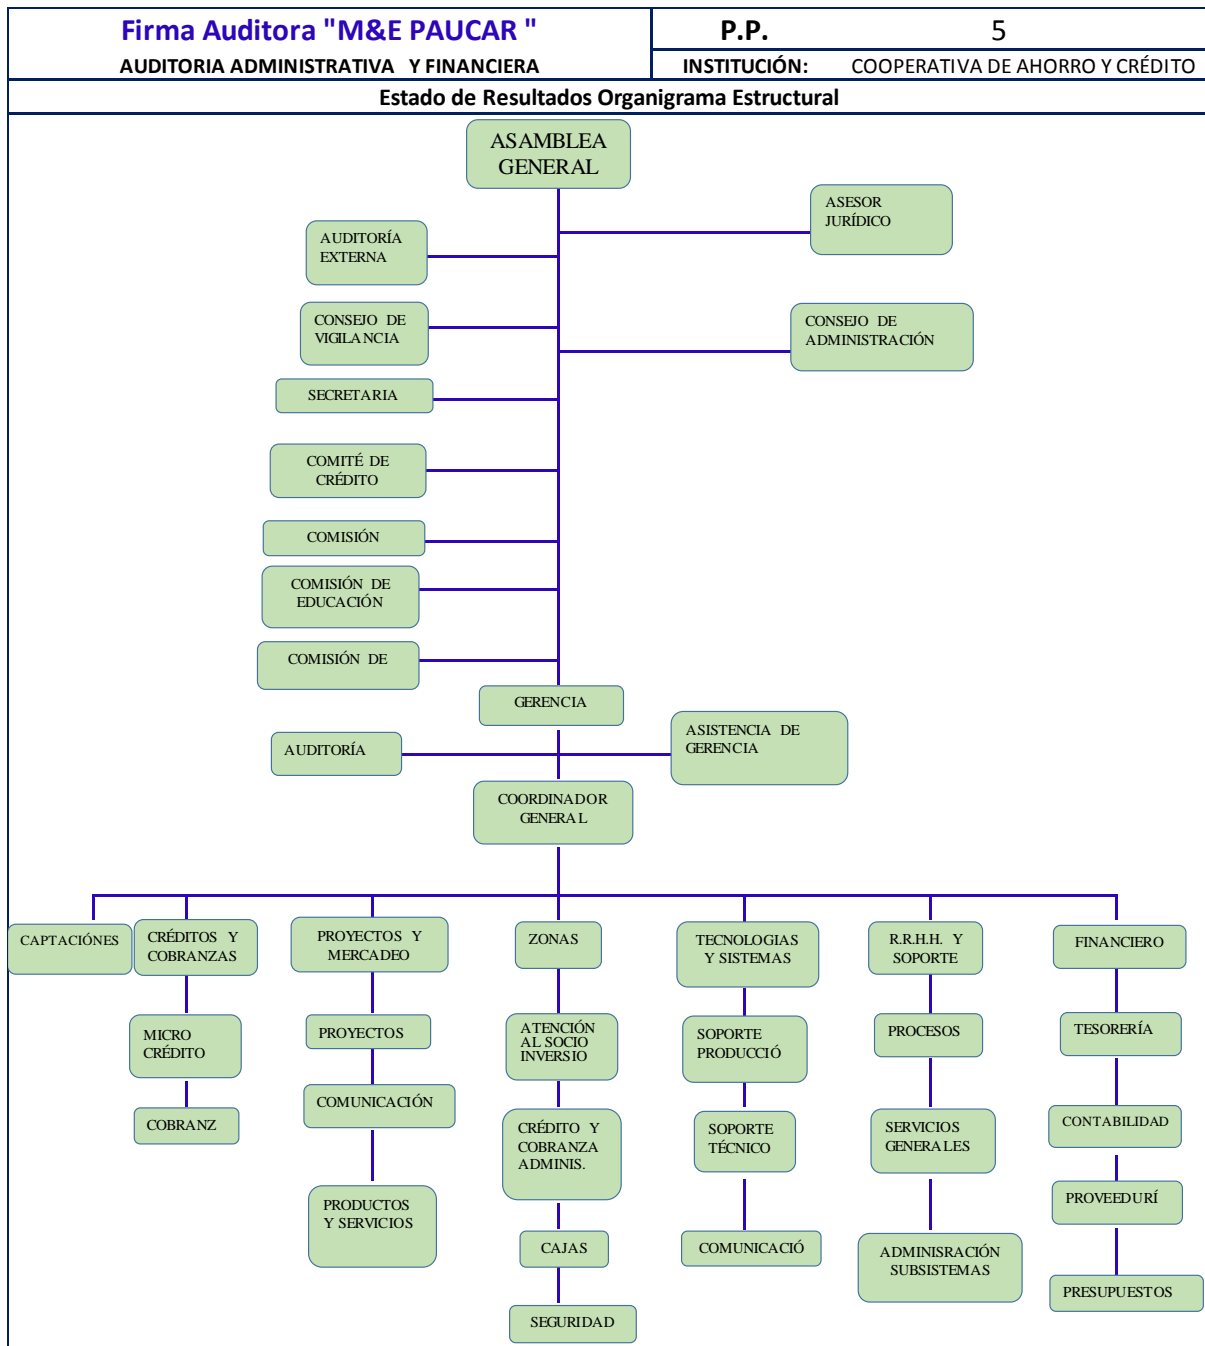 Firma Auditora "M&E PAUCAR "
P.P. 5
AUDITORIA ADMINISTRATIVA Y FINANCIERA
INSTITUCIÓN: COOPERATIVA DE AHORRO Y CRÉDITO
Estado de Resultados Organigrama Estructural
ASAMBLEA
GENERAL
ASESOR
JURÍDICO
AUDITORÍA
EXTERNA
CONSEJO DE
VIGILANCIA
CONSEJO DE
ADMINISTRACIÓN
SECRETARIA
COMITÉ DE
CRÉDITO
COMISIÓN
COMISIÓN DE
EDUCACIÓN
COMISIÓN DE
GERENCIA
AUDITORÍA
ASISTENCIA DE
GERENCIA
COORDINADOR
GENERAL
CAPTACIÓNES
CRÉDITOS Y
COBRANZAS
PROYECTOS Y
MERCADEO
ZONAS
TECNOLOGIAS
Y SISTEMAS
R.R.H.H. Y
SOPORTE
FINANCIERO
MICRO
CRÉDITO
PROYECTOS
ATENCIÓN
AL SOCIO
INVERSIO
SOPORTE
PRODUCCIÓ
PROCESOS
TESORERÍA
COBRANZ
COMUNICACIÓN
CRÉDITO Y
COBRANZA
ADMINIS.
SOPORTE
TÉCNICO
SERVICIOS
GENERALES
CONTABILIDAD
PRODUCTOS
Y SERVICIOS
CAJAS
COMUNICACIÓ
ADMINISRACIÓN
SUBSISTEMAS
PROVEEDURÍ
SEGURIDAD
PRESUPUESTOS